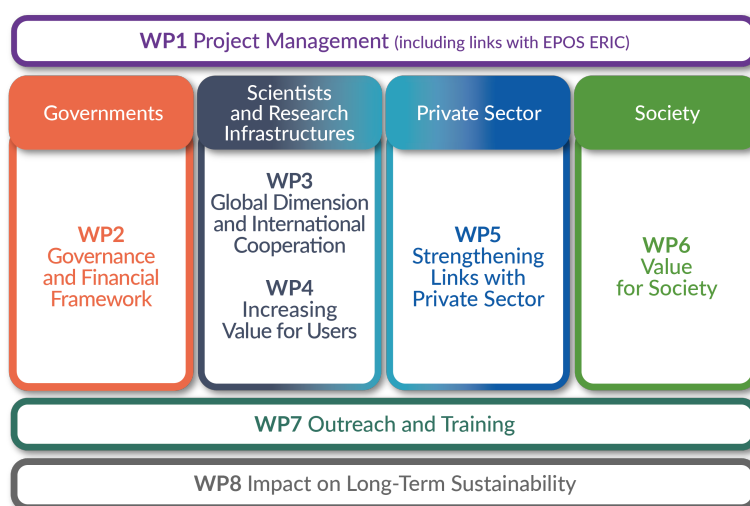 WP1 Project Management (including links with EPOS ERIC)
Governments
Scientists
and Research
Infrastructures
Private Sector
Society
WP2
Governance
and Financial
Framework
WP3
Global Dimension
and International
Cooperation
WP4
Increasing
Value for Users
WP5
Strengthening
Links with
Private Sector
WP6
Value
for Society
WP7 Outreach and Training
WP8 Impact on Long-Term Sustainability